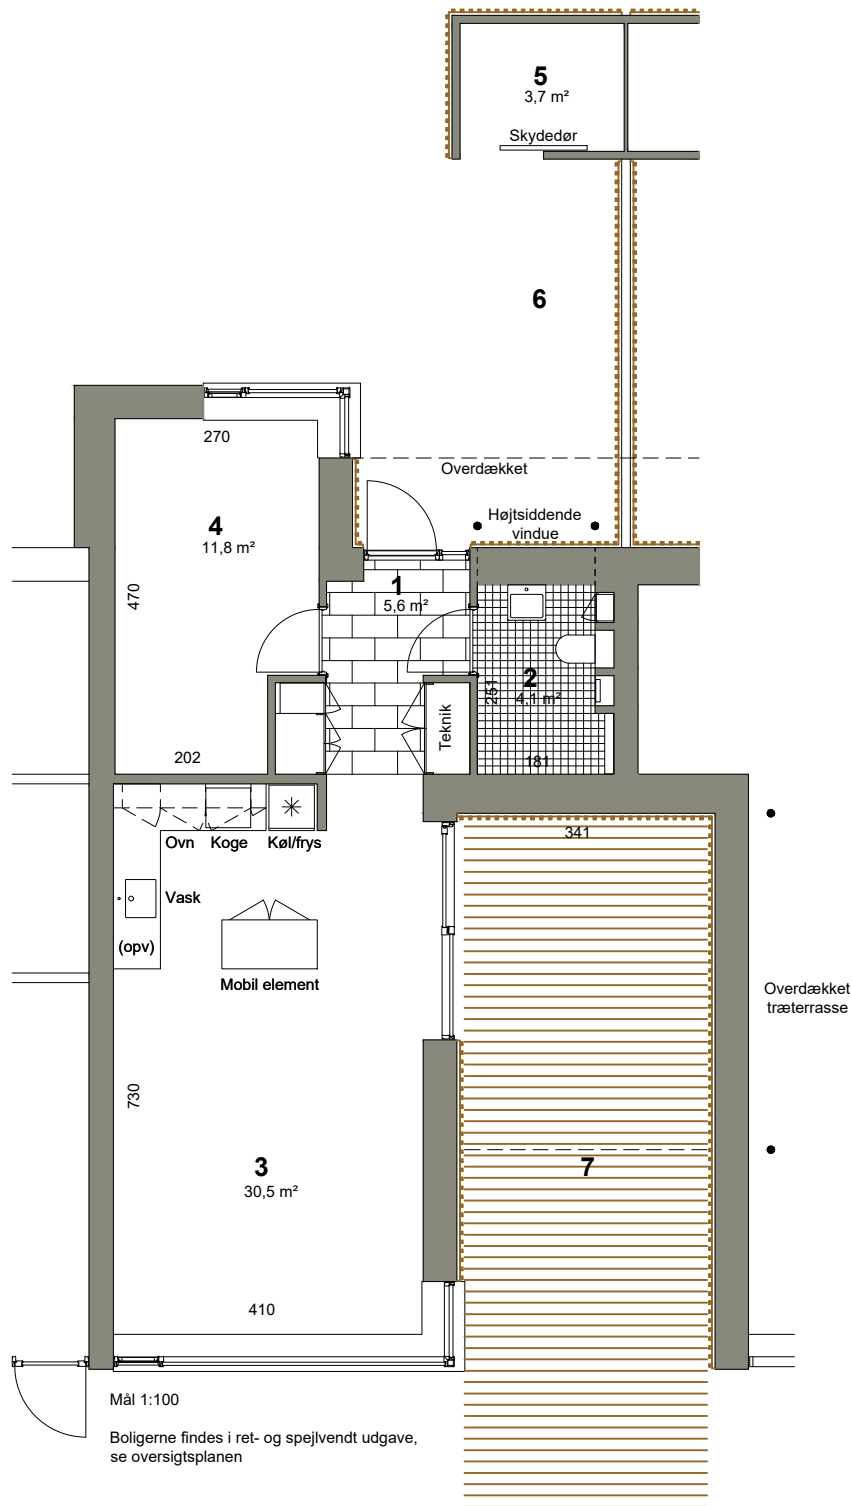 5
3,7 m²
Skydedør
6
270
Overdækket
Højtsiddende
vindue
4
11,8 m²
1
5,6 m²
470
2
4,1 m²
251
Teknik
202
181
Ovn Koge Køl/frys
341
Vask
(opv)
Mobil element
Overdækket
træterrasse
730
3
30,5 m²
7
410
Mål 1:100
Boligerne findes i ret- og spejlvendt udgave,
se oversigtsplanen